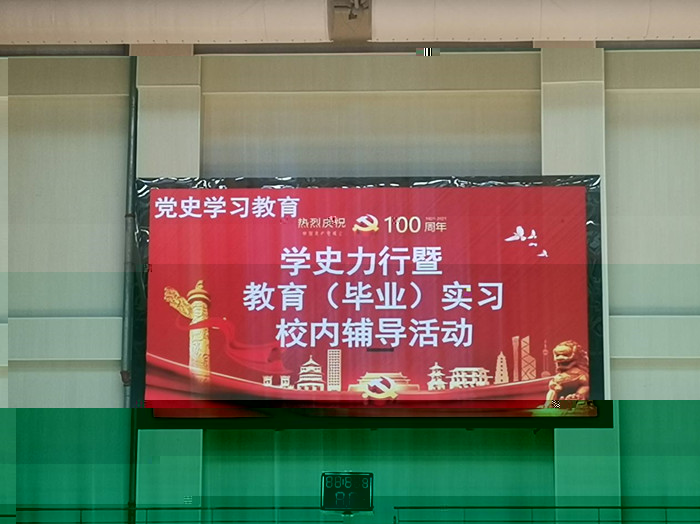 党史学习教育
热烈庆祝
100周年
学史力行暨
教育（毕业）实习
校内辅导活动